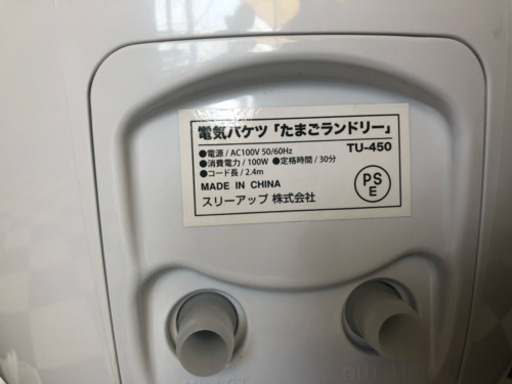 電気バケツ「たまごランドリー」
TU-450
●電源 / AC100V 50/60Hz
●消費電力 / 100W ●定格時間 / 30分
●コード長 / 2.4m
MADE IN CHINA
スリーアップ 株式会社
PS
E